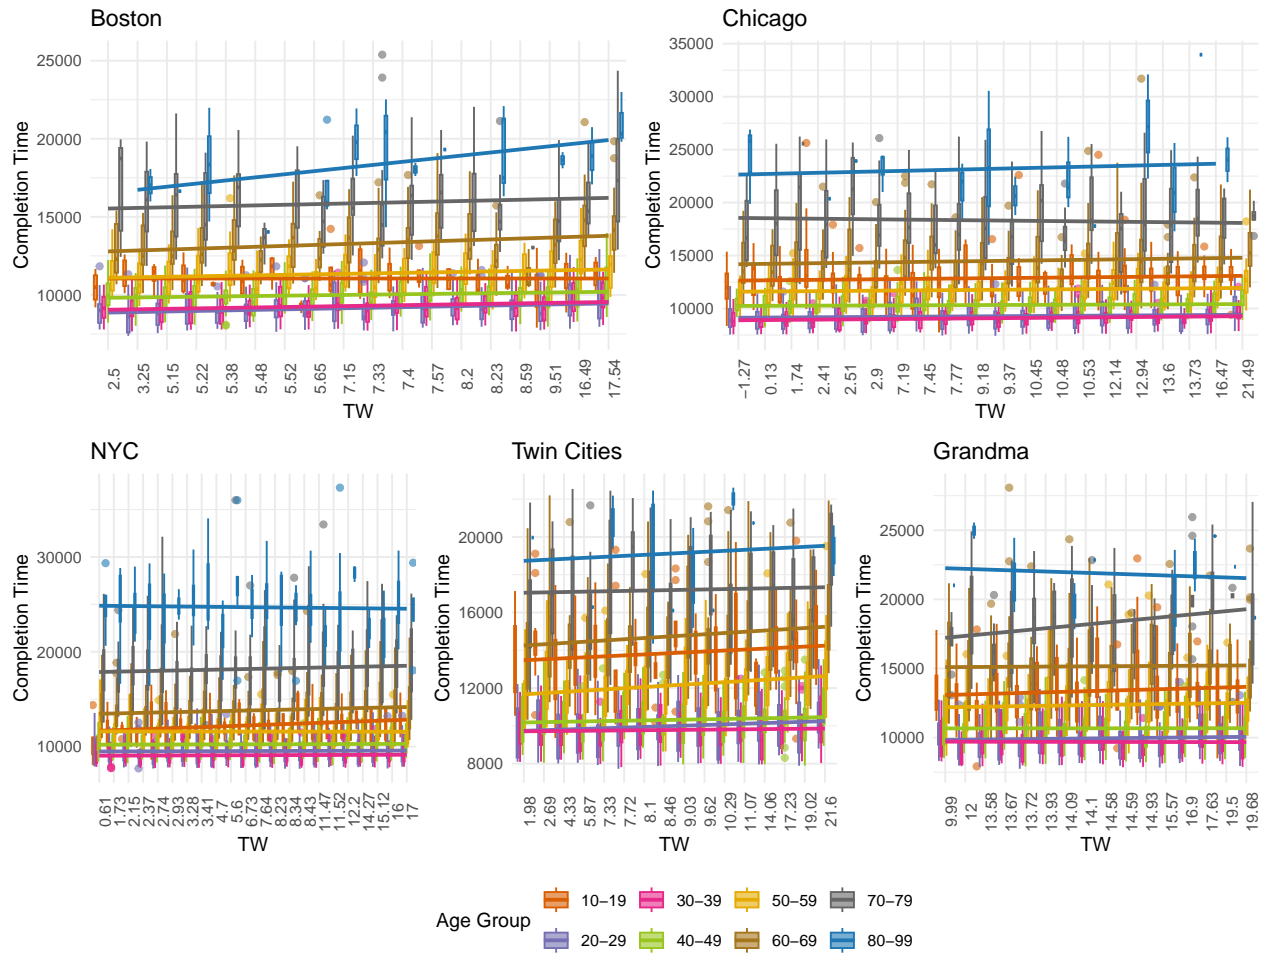 Boston
Completion Time
25000
20000
15000
10000
2.5 3.25 5.15 5.22 5.38 5.48 5.52 5.65 7.15 7.33 7.4 7.57 8.2 8.23 8.59 9.51 16.49 17.54
TW
Chicago
Completion Time
35000
30000
25000
20000
15000
10000
−1.27 0.13 1.74 2.41 2.51 2.9 7.19 7.45 7.77 9.18 9.37 10.45 10.48 10.53 12.14 12.94 13.6 13.73 16.47 21.49
TW
NYC
Completion Time
30000
20000
10000
0.61 1.73 2.15 2.37 2.74 2.93 3.28 3.41 4.7 5.6 6.73 7.64 8.23 8.34 8.43 11.47 11.52 12.2 14.27 15.12 16 17
TW
Twin Cities
Completion Time
20000
16000
12000
8000
1.98 2.69 4.33 5.87 7.33 7.72 8.1 8.46 9.03 9.62 10.29 11.07 14.06 17.23 19.02 21.6
TW
Grandma
Completion Time
25000
20000
15000
10000
9.99 12 13.58 13.67 13.72 13.93 14.09 14.1 14.58 14.59 14.93 15.57 16.9 17.63 19.5 19.68
TW
Age Group
10−19 30−39 50−59 70−79
20−29 40−49 60−69 80−99